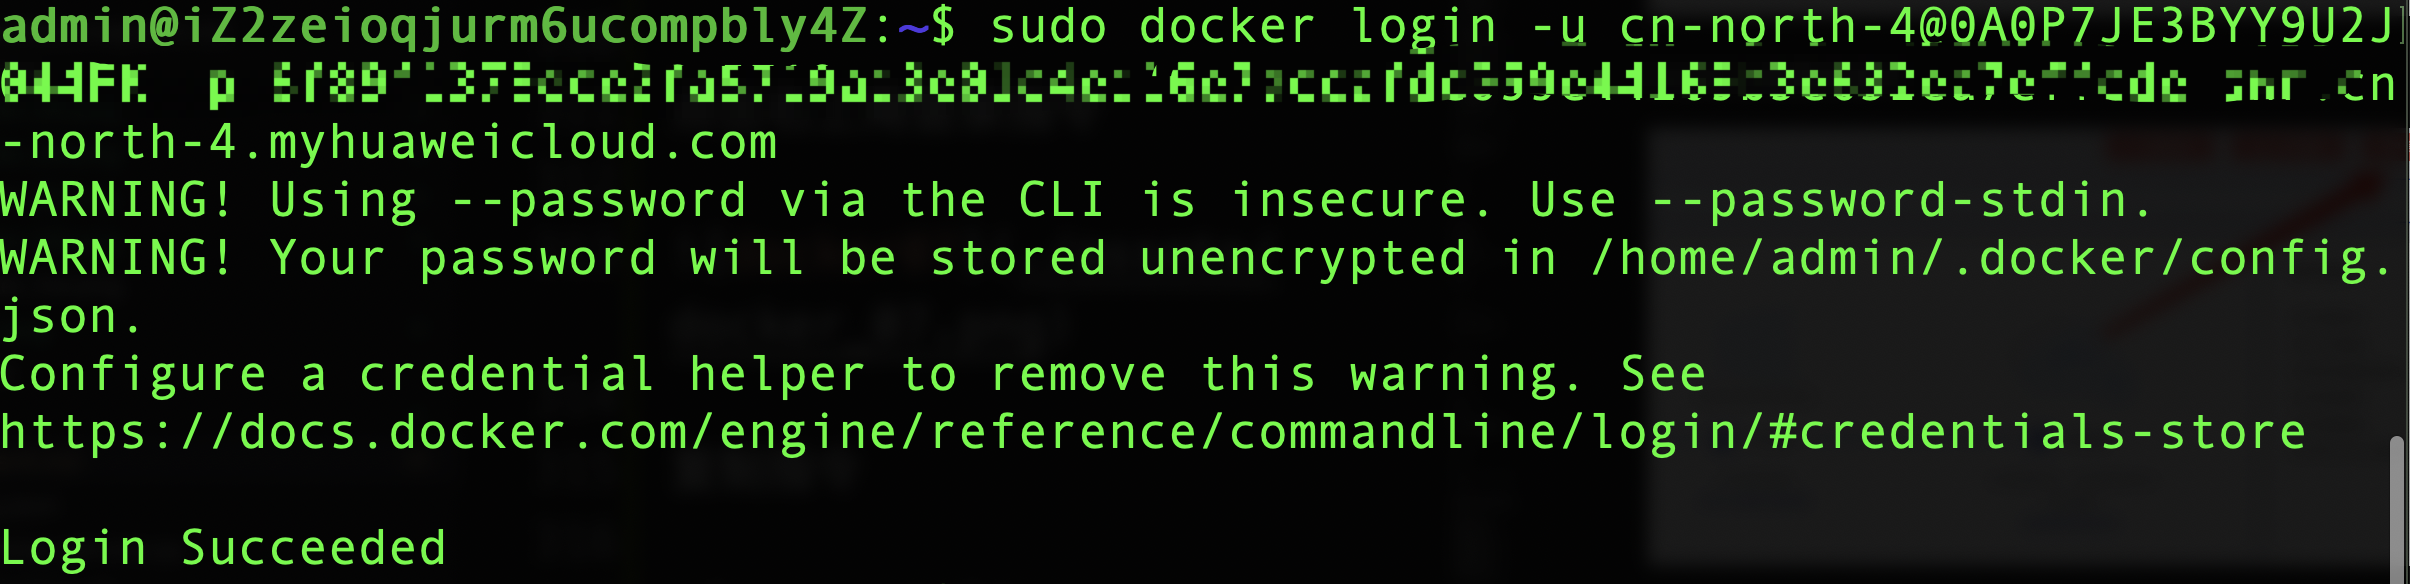 admin@iZ2zeioqjurm6ucompbly4Z:~$ sudo docker login -u cn-north-4@0A0P7JE3BYY9U2J
cn
-north-4.myhuaweicloud.com
WARNING! Using --password via the CLI is insecure. Use --password-stdin.
WARNING! Your password will be stored unencrypted in /home/admin/.docker/config.
json.
Configure a credential helper to remove this warning. See
https://docs.docker.com/engine/reference/commandline/login/#credentials-store
Login Succeeded